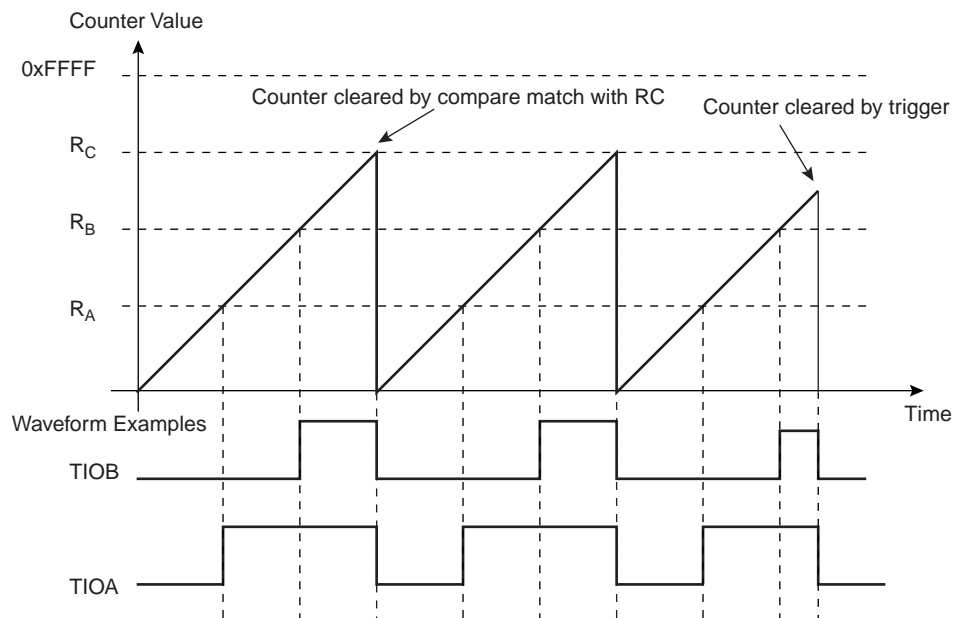 Counter Value
0xFFFF
Counter cleared by compare match with RC
Counter cleared by trigger
RC
RB
RA
Time
Waveform Examples
TIOB
TIOA